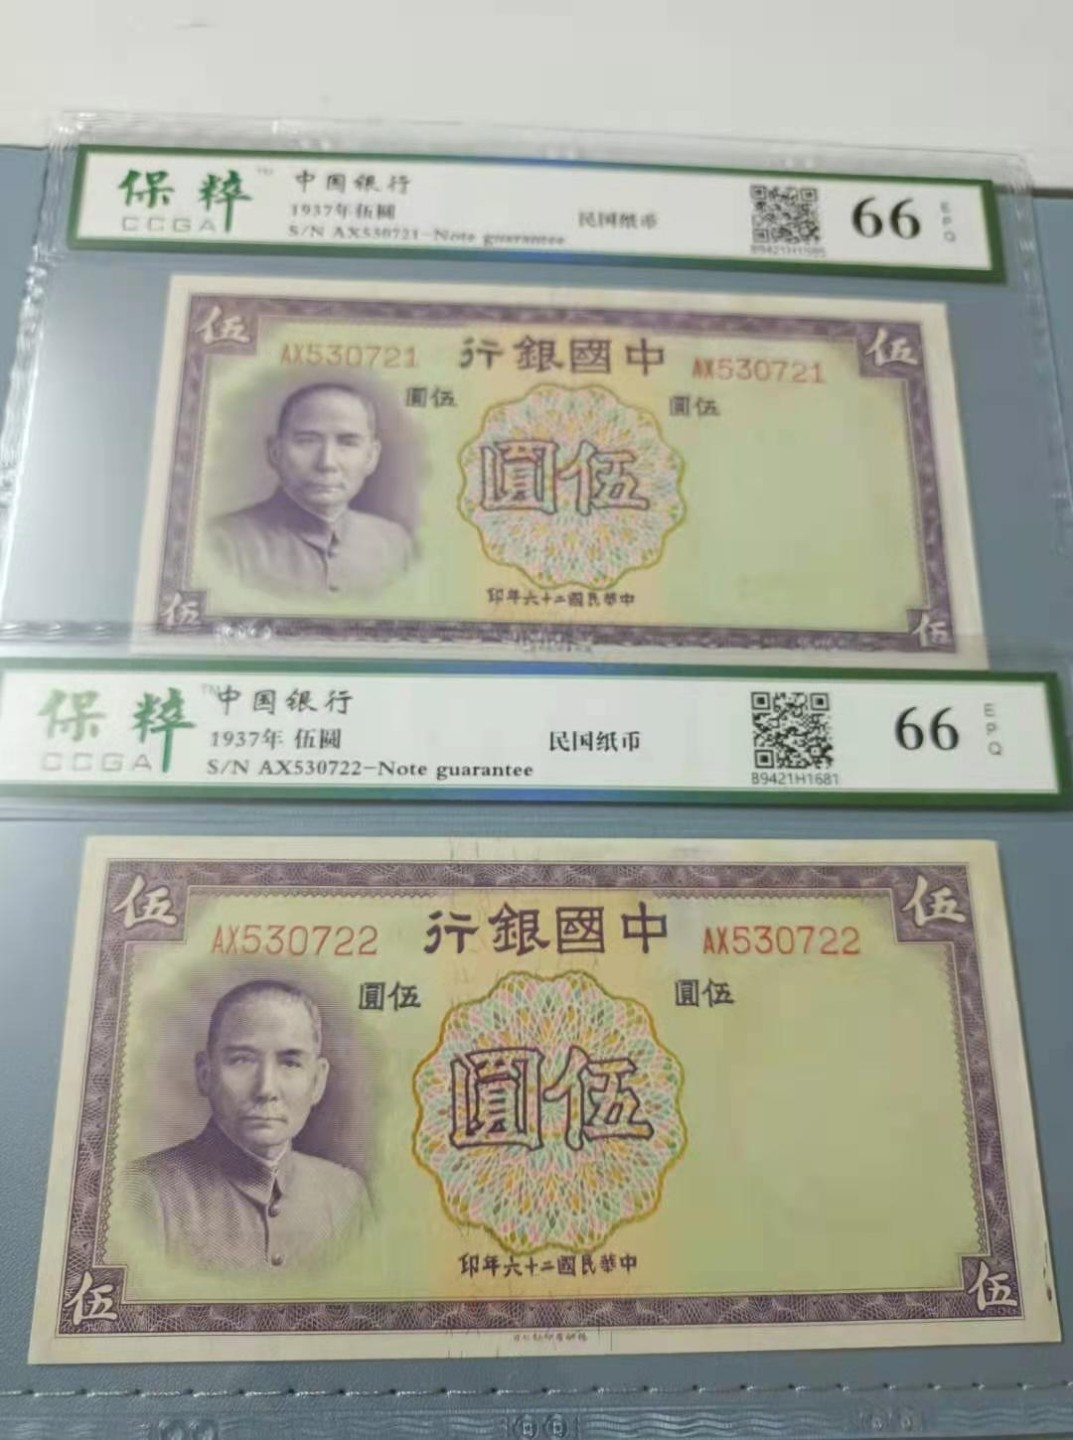 保粹™
CCGA
中国银行
1937年伍圆
S/N AX530721-Note guarantee
民国纸币
B9421H1685
66
EPQ
伍
伍
AX530721
行銀國中
AX530721
圓伍
圓伍
圓伍
印年六十二國民華中
伍
伍
保粹™
CCGA
中国银行
1937年 伍圆
S/N AX530722-Note guarantee
民国纸币
B9421H1681
66
EPQ
伍
伍
AX530722
行銀國中
AX530722
圓伍
圓伍
圓伍
印年六十二國民華中
伍
伍